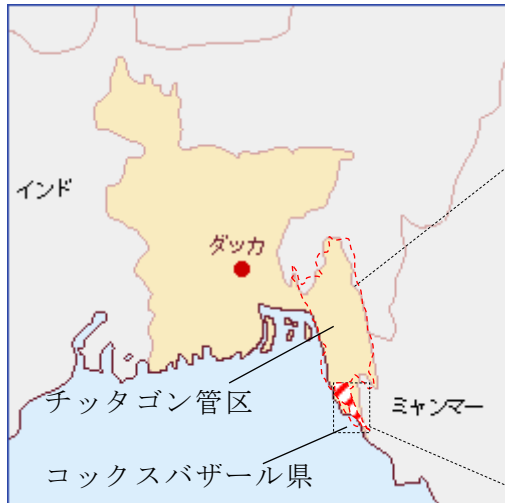 インド
ダッカ
チッタゴン管区
ミャンマー
コックスバザール県